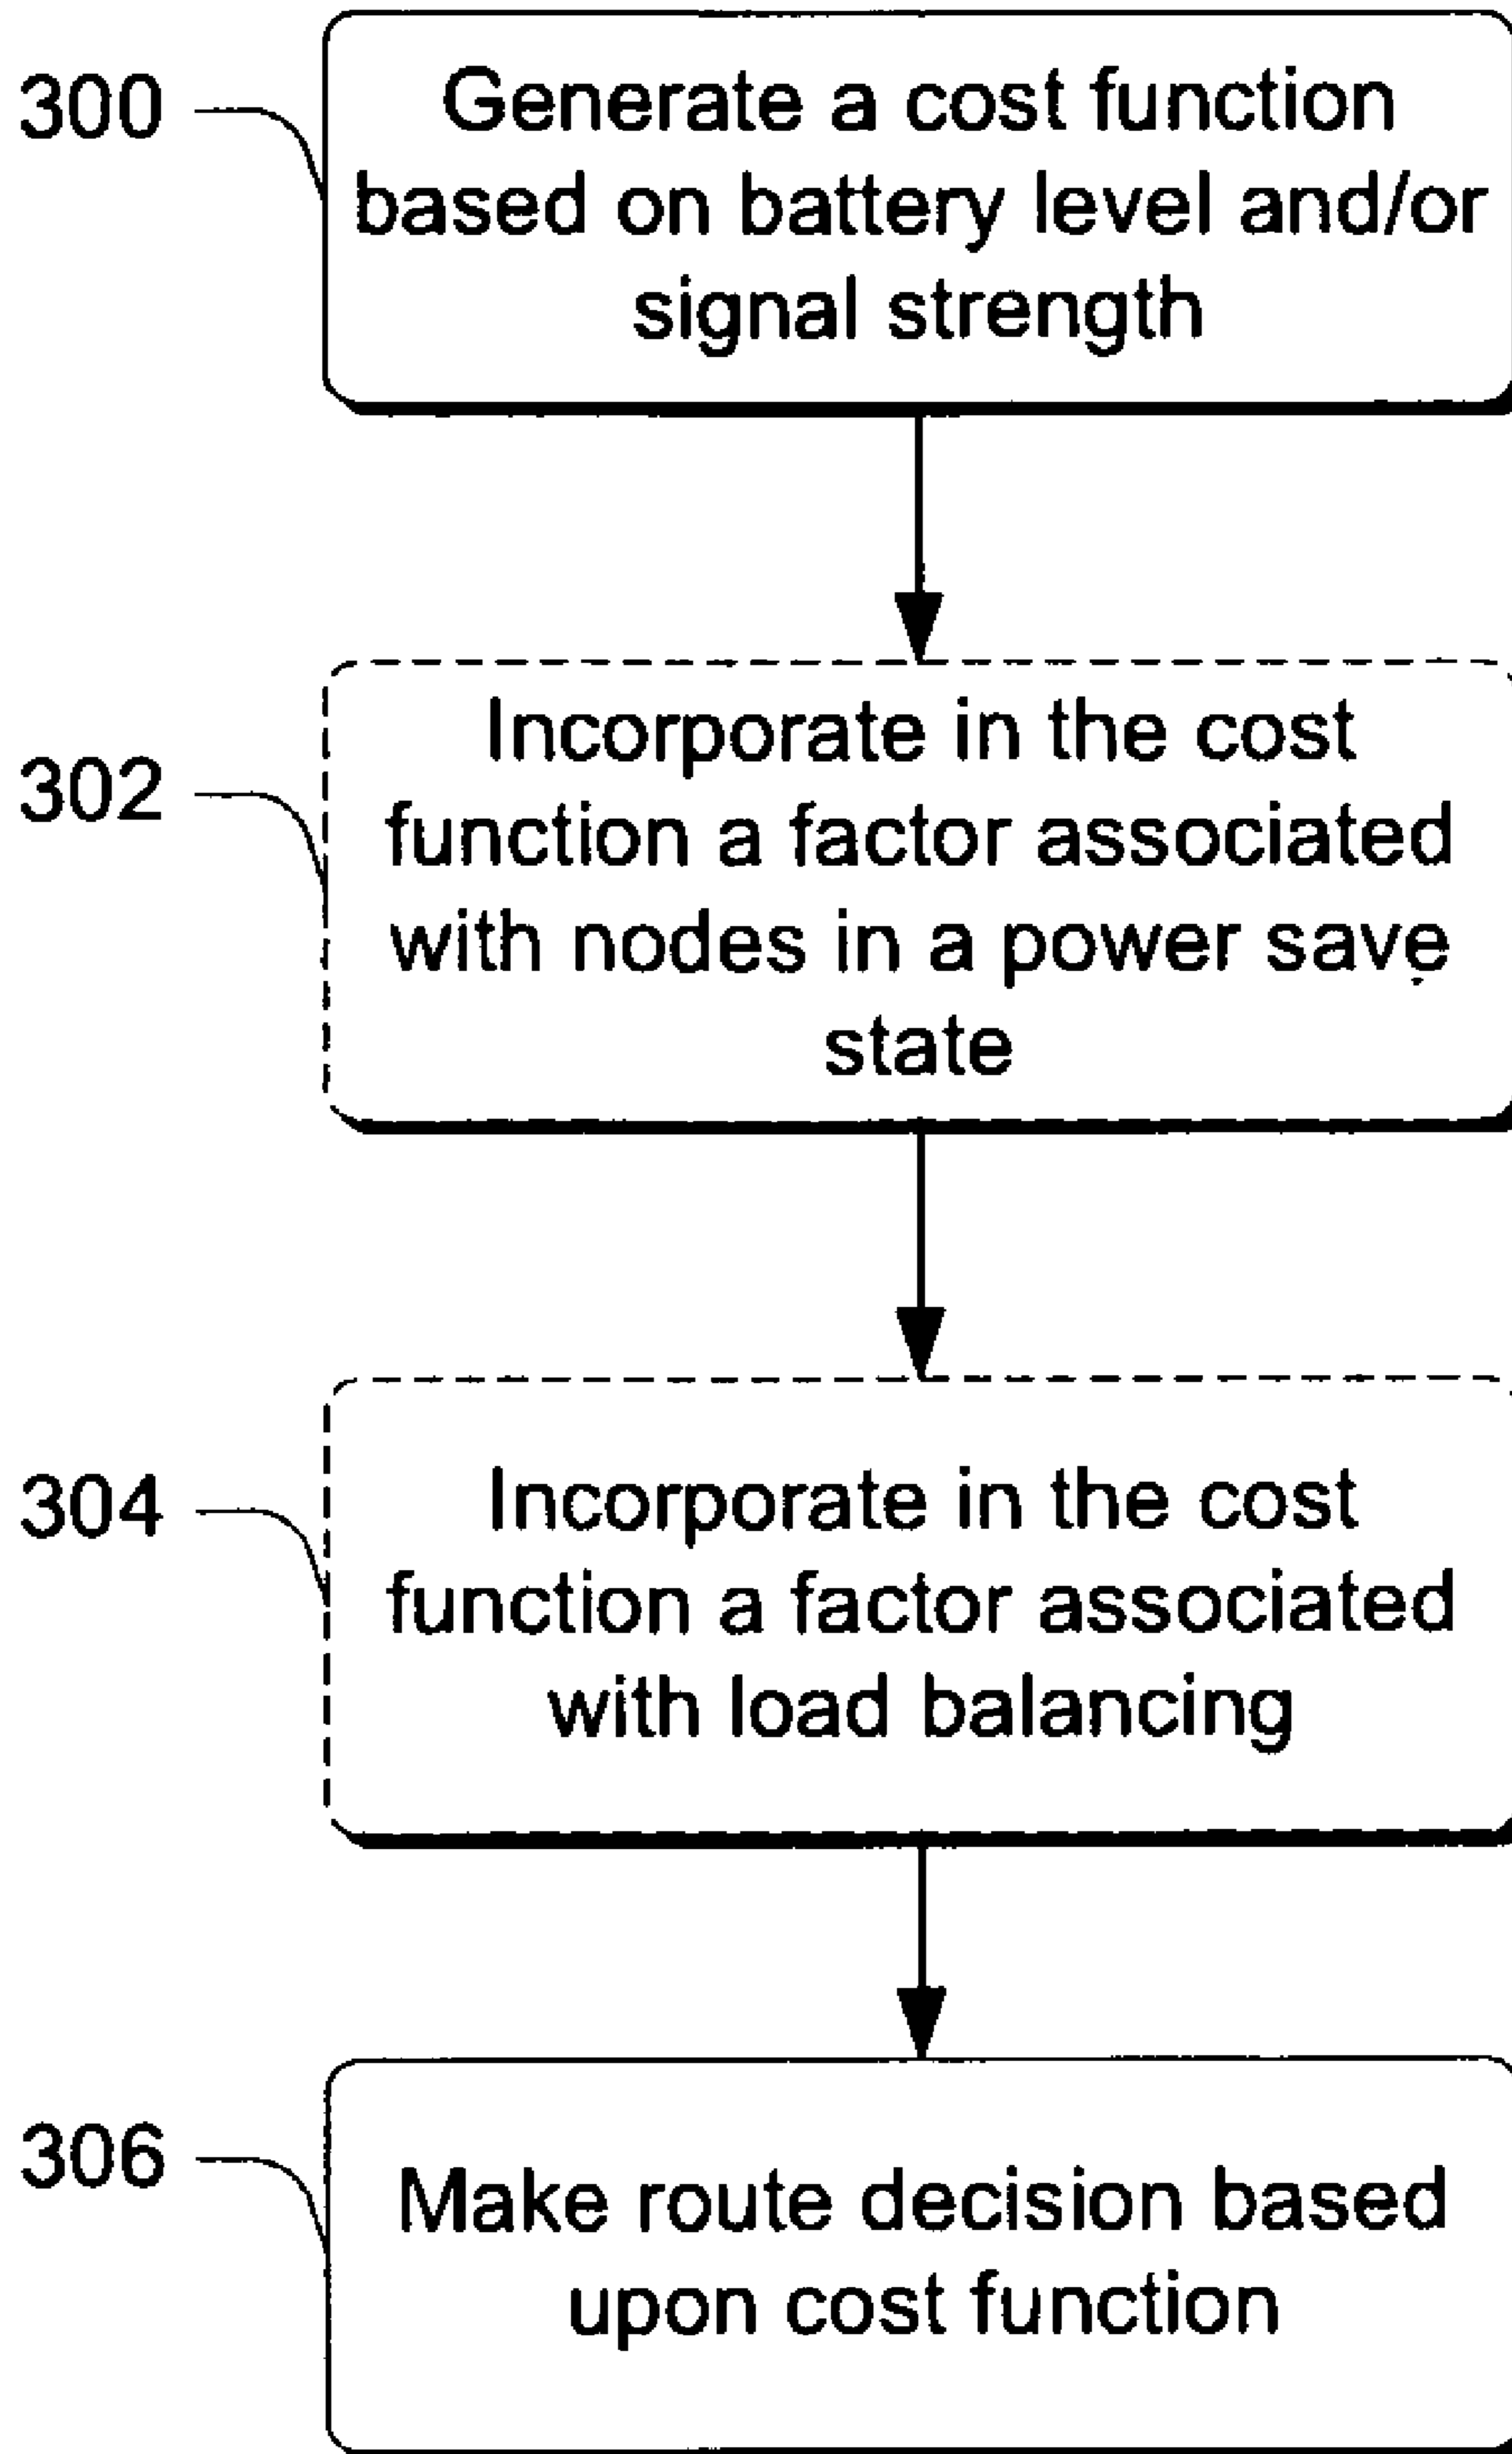 300
Generate a cost function
based on battery level and/or
signal strength
302
Incorporate in the cost
function a factor associated
with nodes in a power save
state
304
Incorporate in the cost
function a factor associated
with load balancing
306
Make route decision based
upon cost function